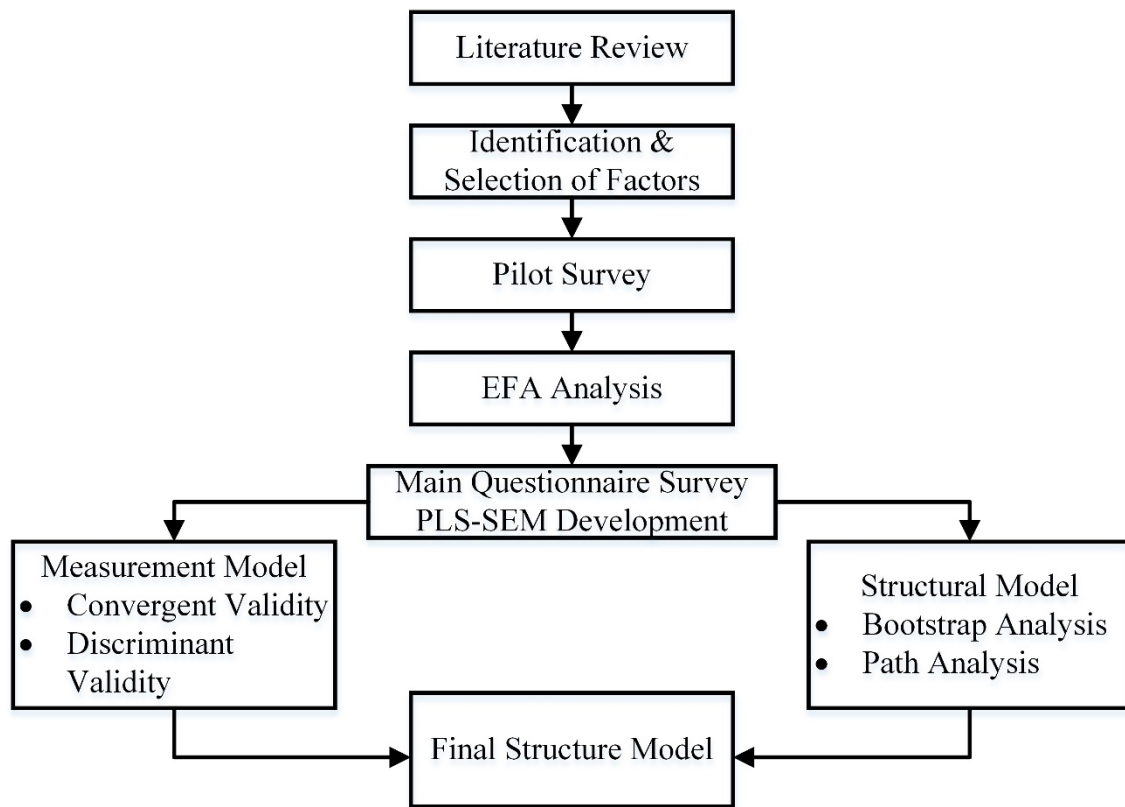 Literature Review
Identification &
Selection of Factors
Pilot Survey
EFA Analysis
Main Questionnaire Survey
PLS-SEM Development
Measurement Model
• Convergent Validity
• Discriminant
Validity
Structural Model
• Bootstrap Analysis
• Path Analysis
Final Structure Model